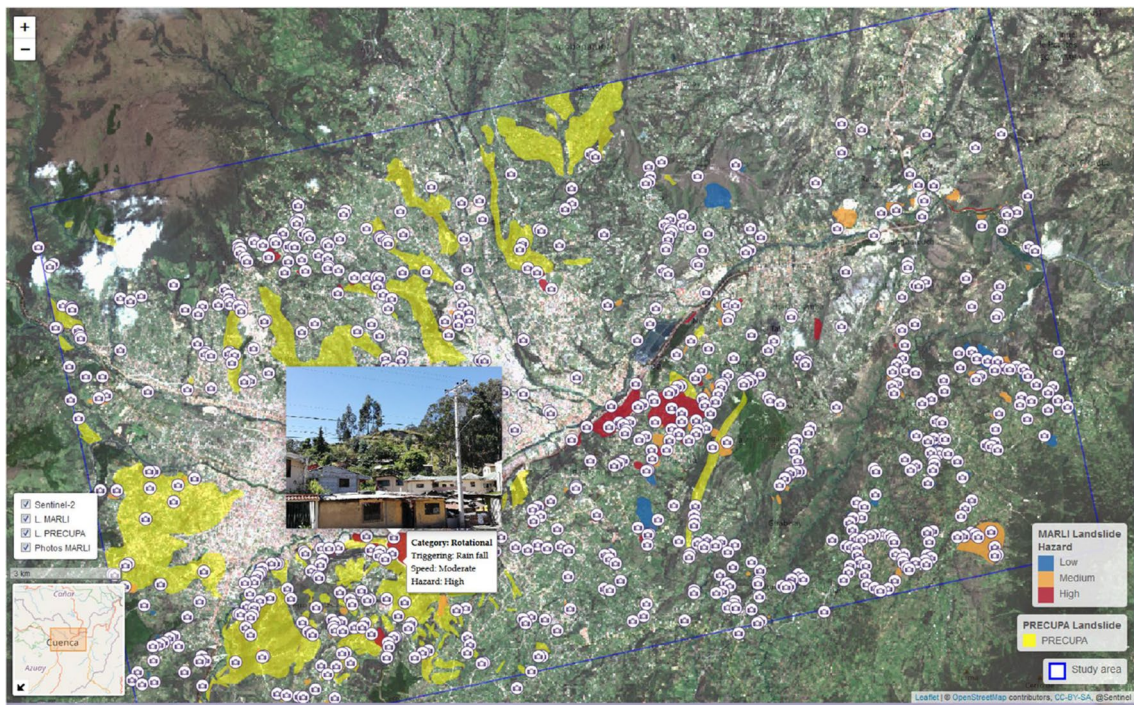 +
−
Sentinel-2
L. MARLI
L. PRECUPA
Photos MARLI
3 km
Cañar
Cuenca
Azuay
Category: Rotational
Triggering: Rain fall
Speed: Moderate
Hazard: High
MARLI Landslide
Hazard
Low
Medium
High
PRECUPA Landslide
PRECUPA
Study area
Leaflet | © OpenStreetMap contributors, CC-BY-SA, @Sentinel